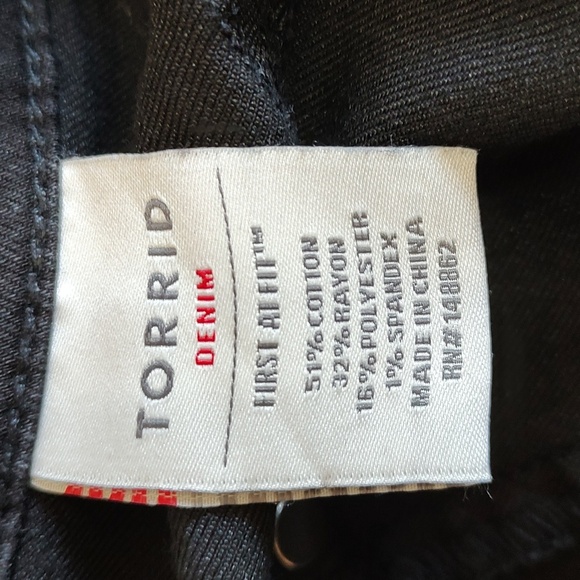 TORRID
DENIM
FIRST AT FIT™
51% COTTON
32% RAYON
16% POLYESTER
1% SPANDEX
MADE IN CHINA
RN# 148862